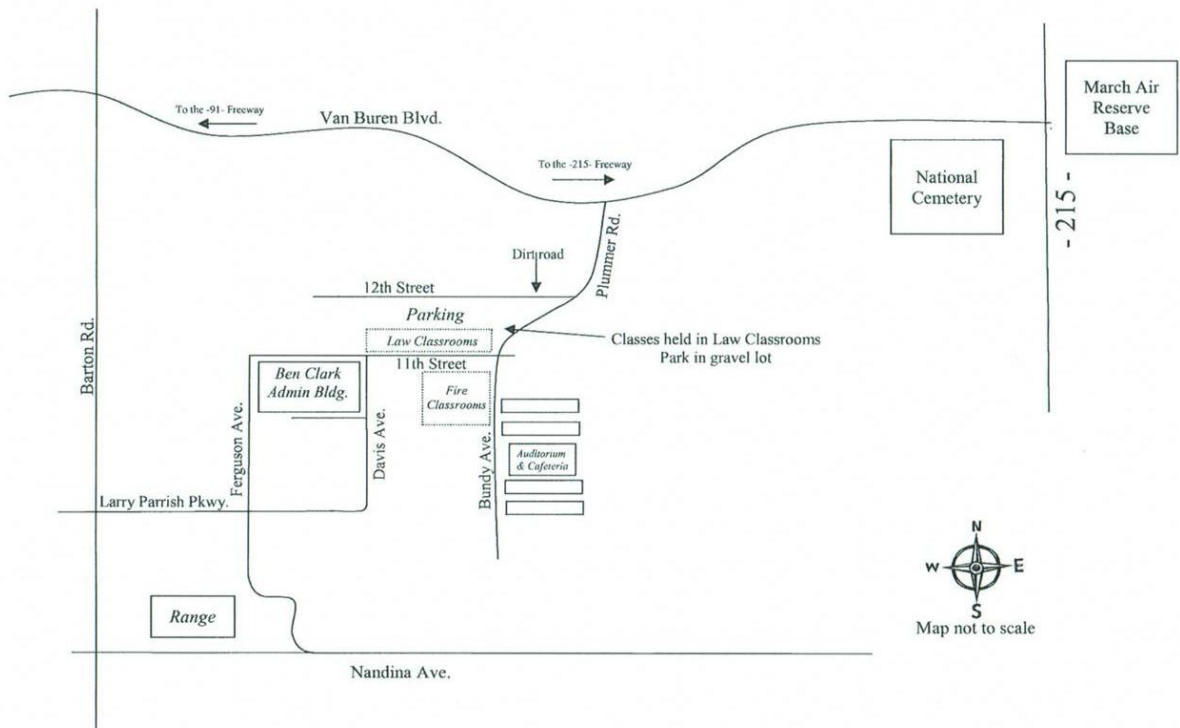 March Air
Reserve
Base
To the -91- Freeway
Van Buren Blvd.
To the -215- Freeway
National
Cemetery
- 215 -
Plummer Rd.
Dirt road
12th Street
Parking
Law Classrooms
Classes held in Law Classrooms
Park in gravel lot
11th Street
Barton Rd.
Ben Clark
Admin Bldg.
Fire
Classrooms
Ferguson Ave.
Davis Ave.
Bundy Ave.
Auditorium
& Cafeteria
Larry Parrish Pkwy.
N
W
E
S
Map not to scale
Range
Nandina Ave.